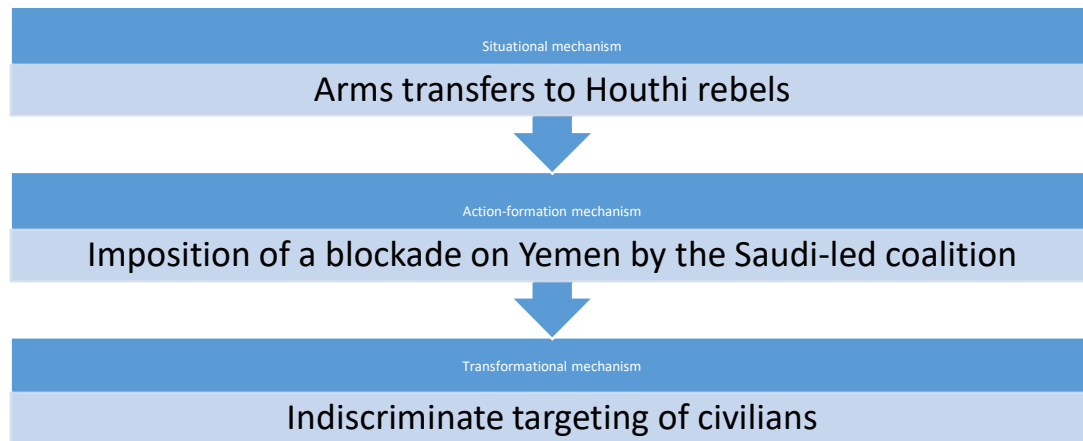 Situational mechanism
Arms transfers to Houthi rebels
Action-formation mechanism
Imposition of a blockade on Yemen by the Saudi-led coalition
Transformational mechanism
Indiscriminate targeting of civilians